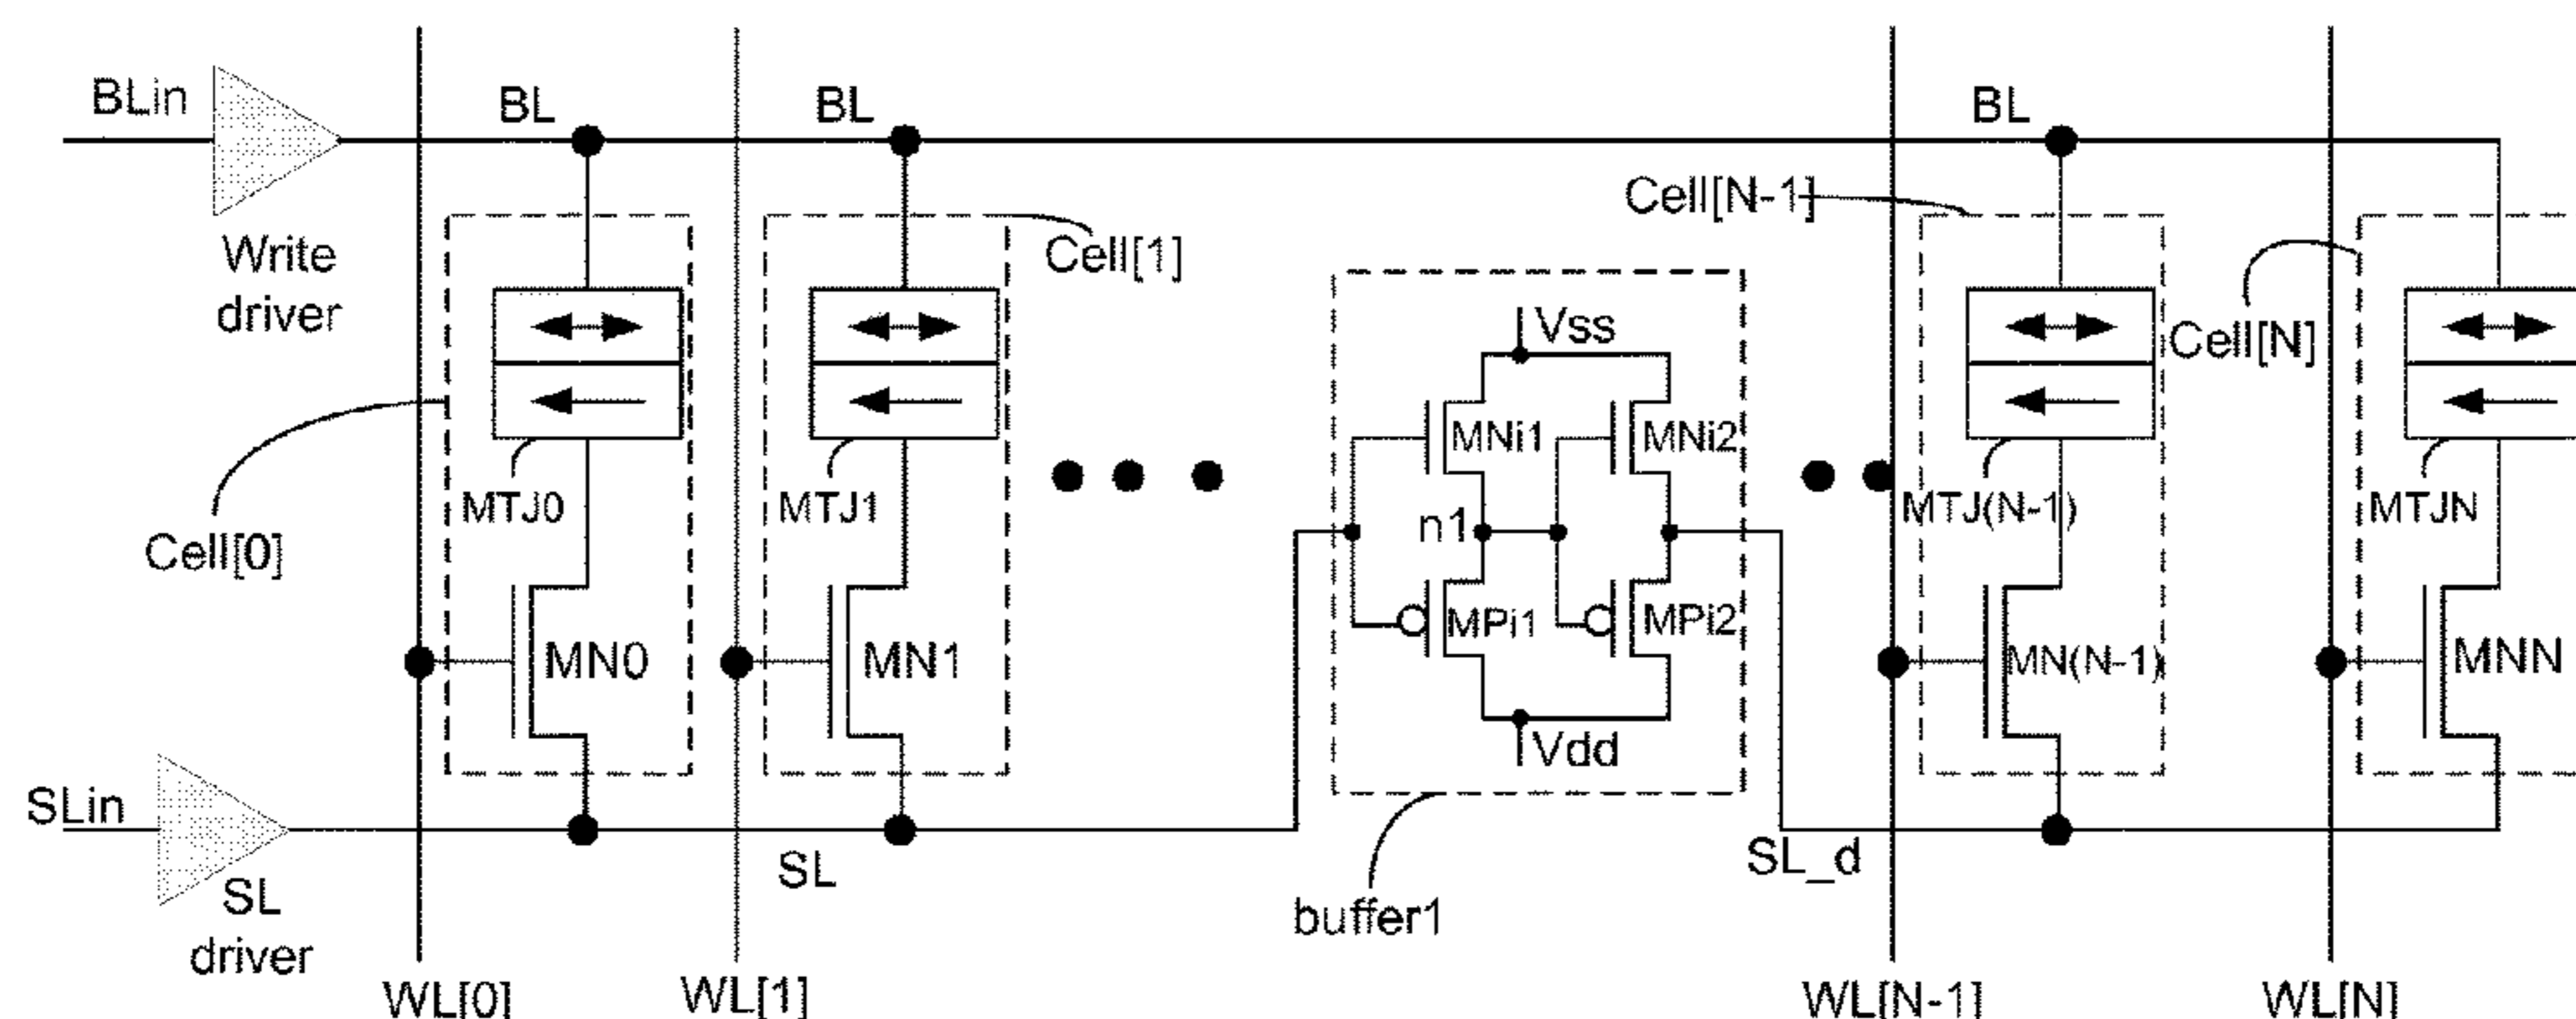 BLin
BL
BL
BL
Write
driver
Cell[0]
Cell[1]
Cell[N-1]
Cell[N]
MTJ0
MTJ1
MTJ(N-1)
MTJN
MN0
MN1
MN(N-1)
MNN
Vss
MNi1
MNi2
n1
MPi1
MPi2
Vdd
buffer1
SLin
SL
driver
SL
SL_d
WL[0]
WL[1]
WL[N-1]
WL[N]